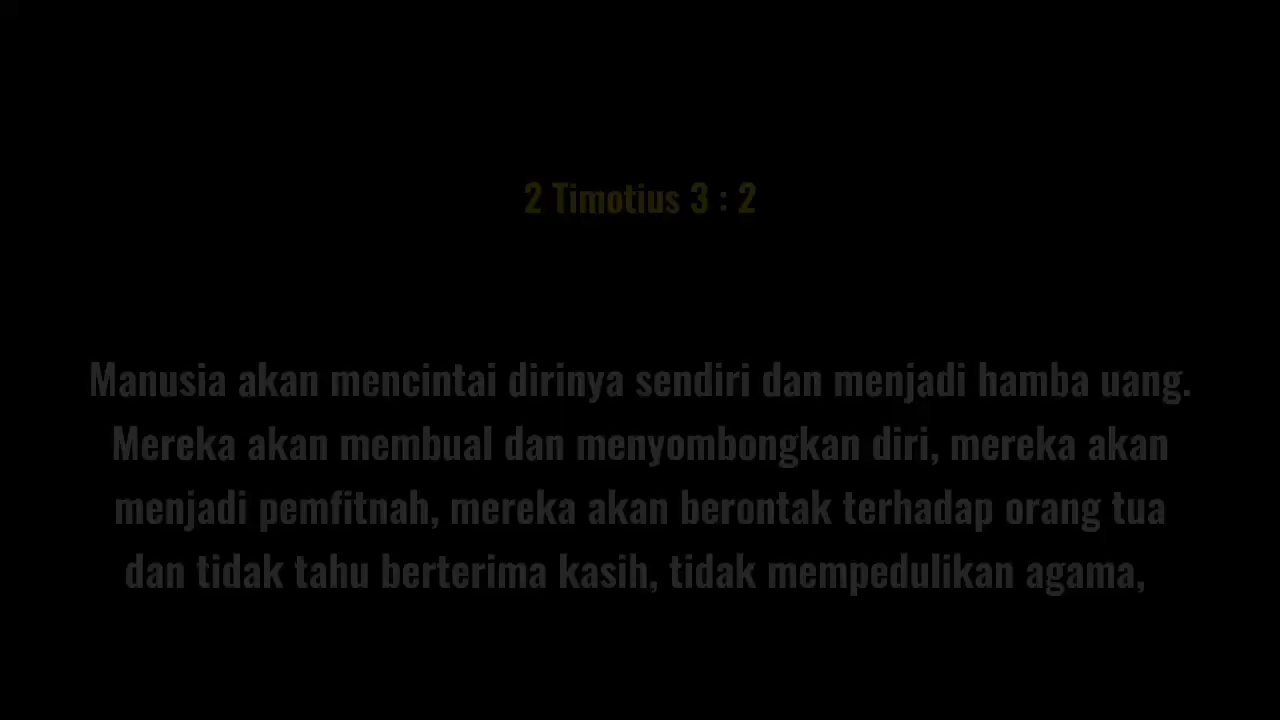 2 Timotius 3 : 2
Manusia akan mencintai dirinya sendiri dan menjadi hamba uang.
Mereka akan membual dan menyombongkan diri, mereka akan
menjadi pemfitnah, mereka akan berontak terhadap orang tua
dan tidak tahu berterima kasih, tidak mempedulikan agama,